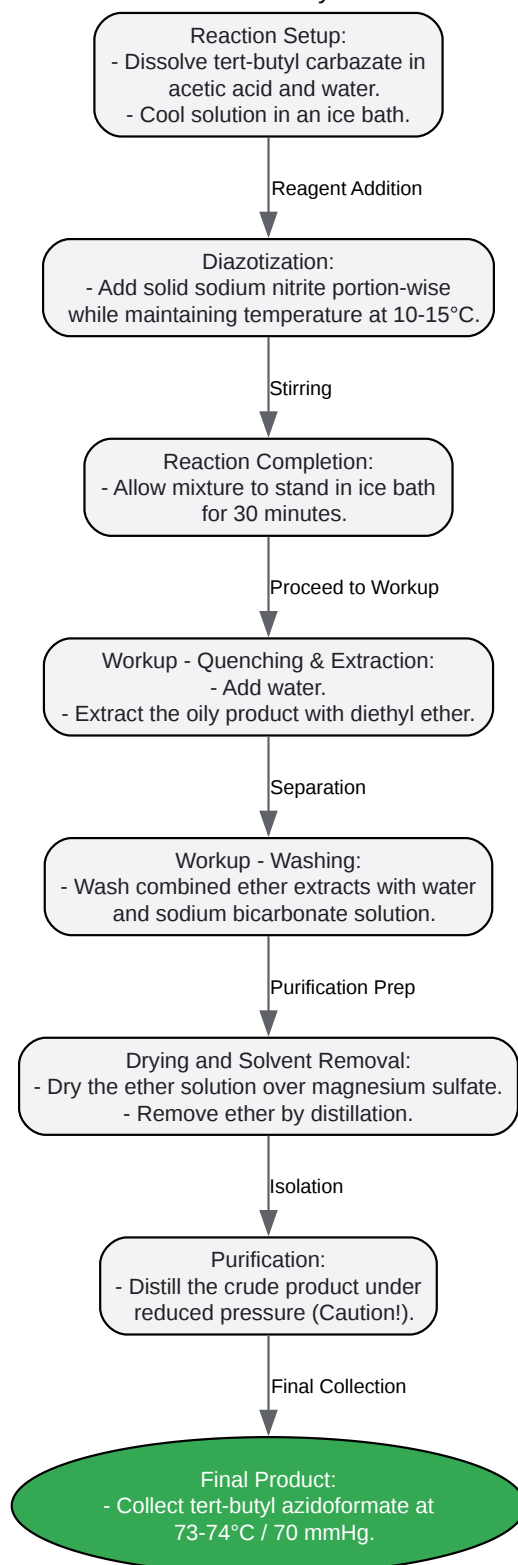 Reaction Setup:
- Dissolve tert-butyl carbazate in
acetic acid and water.
- Cool solution in an ice bath.
Reagent Addition
Diazotization:
- Add solid sodium nitrite portion-wise
while maintaining temperature at 10-15°C.
Stirring
Reaction Completion:
- Allow mixture to stand in ice bath
for 30 minutes.
Proceed to Workup
Workup - Quenching & Extraction:
- Add water.
- Extract the oily product with diethyl ether.
Separation
Workup - Washing:
- Wash combined ether extracts with water
and sodium bicarbonate solution.
Purification Prep
Drying and Solvent Removal:
- Dry the ether solution over magnesium sulfate.
- Remove ether by distillation.
Isolation
Purification:
- Distill the crude product under
reduced pressure (Caution!).
Final Collection
Final Product:
- Collect tert-butyl azidoformate at
73-74°C / 70 mmHg.